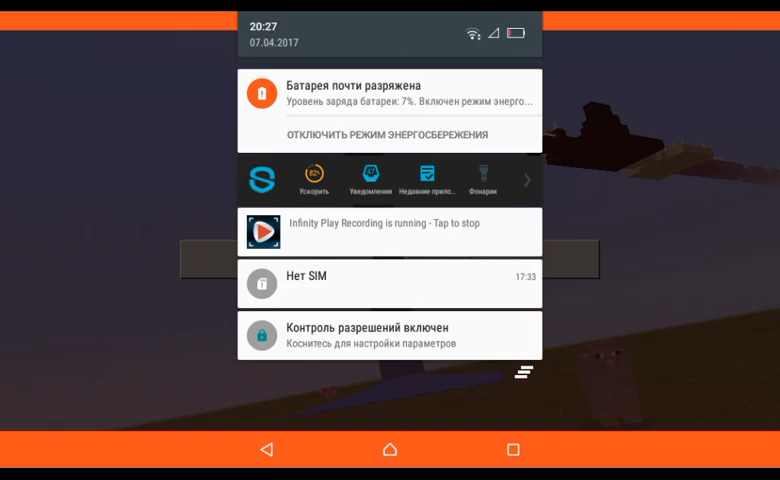 20:27
07.04.2017
Батарея почти разряжена
Уровень заряда батареи: 7%. Включен режим энерго...
ОТКЛЮЧИТЬ РЕЖИМ ЭНЕРГОСБЕРЕЖЕНИЯ
82%
47
Ускорить
Уведомления
Недавние прило...
Фонарик
Infinity Play Recording is running - Tap to stop
Нет SIM
17:33
Контроль разрешений включен
Коснитесь для настройки параметров